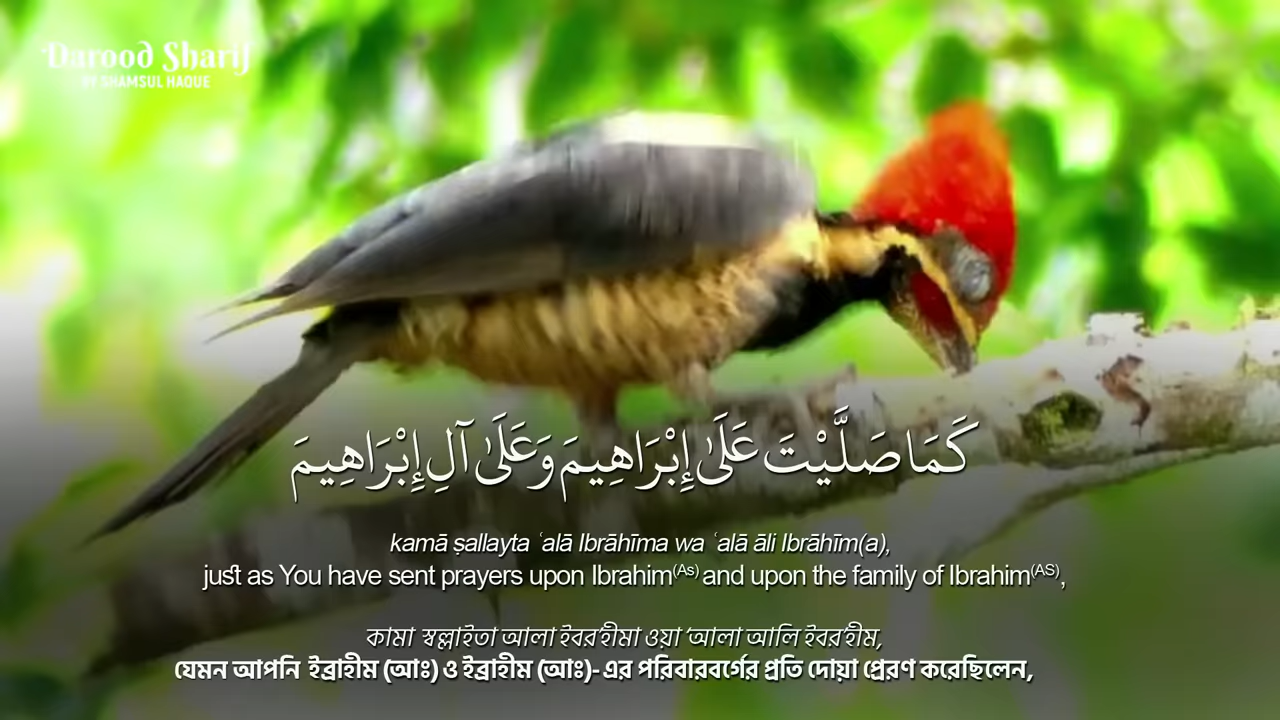 Darood Sharif
BY SHAMSUL HAQUE
كَمَا صَلَّيْتَ عَلَىٰ إِبْرَاهِيمَ وَعَلَىٰ آلِ إِبْرَاهِيمَ
kamā ṣallayta ʿalā Ibrāhīma wa ʿalā āli Ibrāhīm(a),
just as You have sent prayers upon Ibrahim(As) and upon the family of Ibrahim(AS),
কামা স্বল্লাইতা আলা ইবর'হীমা ওয়া 'আলা আলি ইবর'হীম,
যেমন আপনি ইব্রাহীম (আঃ) ও ইব্রাহীম (আঃ)-এর পরিবারবর্গের প্রতি দোয়া প্রেরণ করেছিলেন,